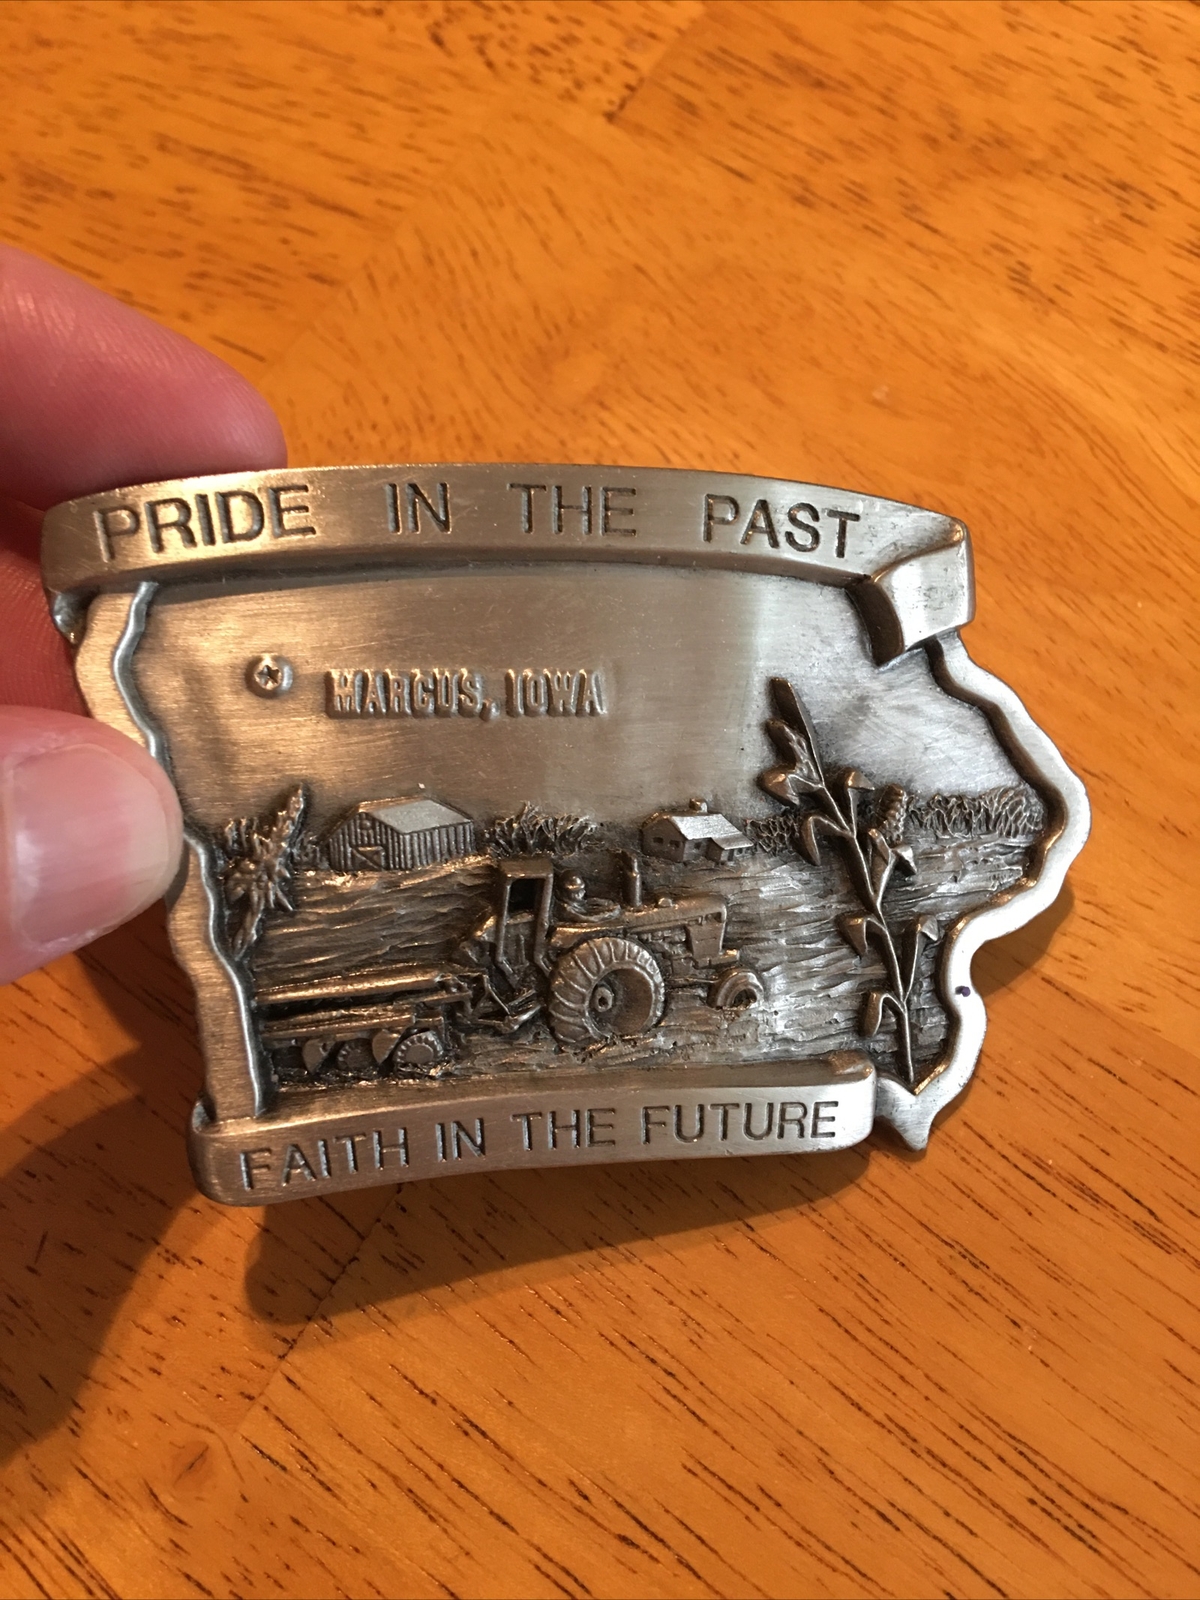 PRIDE IN THE PAST
MARCUS, IOWA
FAITH IN THE FUTURE